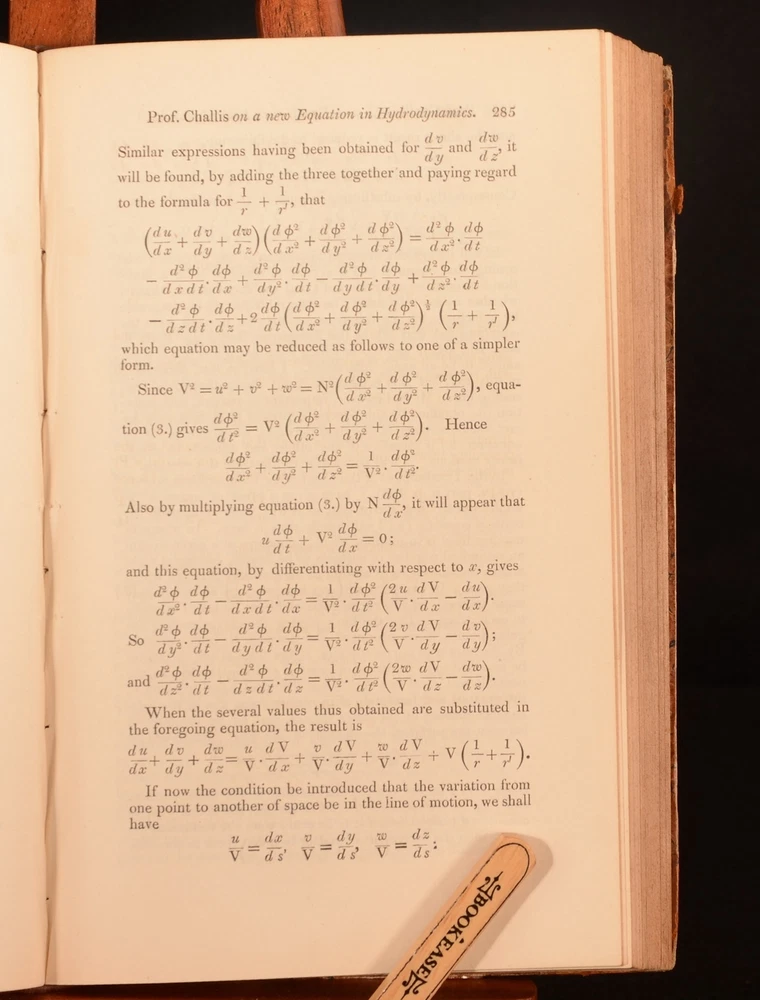 Prof. Challis on a new Equation in Hydrodynamics. 285
Similar expressions having been obtained for dv/dy and dw/dz, it
will be found, by adding the three together and paying regard
to the formula for 1/r + 1/r′, that
(du/dx + dv/dy + dw/dz)(dφ²/dx² + dφ²/dy² + dφ²/dz²) = d²φ/dx² · dφ/dt
− d²φ/dxdt · dφ/dx + d²φ/dy² · dφ/dt − d²φ/dydt · dφ/dy + d²φ/dz² · dφ/dt
− d²φ/dzdt · dφ/dz + 2 dφ/dt (dφ²/dx² + dφ²/dy² + dφ²/dz²)^½ (1/r + 1/r′),
which equation may be reduced as follows to one of a simpler
form.
Since V² = u² + v² + w² = N²(dφ²/dx² + dφ²/dy² + dφ²/dz²), equa-
tion (3.) gives dφ²/dt² = V² (dφ²/dx² + dφ²/dy² + dφ²/dz²). Hence
dφ²/dx² + dφ²/dy² + dφ²/dz² = 1/V² · dφ²/dt².
Also by multiplying equation (3.) by N dφ/dx, it will appear that
u dφ/dt + V² dφ/dx = 0;
and this equation, by differentiating with respect to x, gives
d²φ/dx² · dφ/dt − d²φ/dxdt · dφ/dx = 1/V² · dφ²/dt² (2u/V · dV/dx − du/dx).
So d²φ/dy² · dφ/dt − d²φ/dydt · dφ/dy = 1/V² · dφ²/dt² (2v/V · dV/dy − dv/dy);
and d²φ/dz² · dφ/dt − d²φ/dzdt · dφ/dz = 1/V² · dφ²/dt² (2w/V · dV/dz − dw/dz).
When the several values thus obtained are substituted in
the foregoing equation, the result is
du/dx + dv/dy + dw/dz = u/V · dV/dx + v/V · dV/dy + w/V · dV/dz + V (1/r + 1/r′).
If now the condition be introduced that the variation from
one point to another of space be in the line of motion, we shall
have
u/V = dx/ds, v/V = dy/ds, w/V = dz/ds.
BOOKEASE